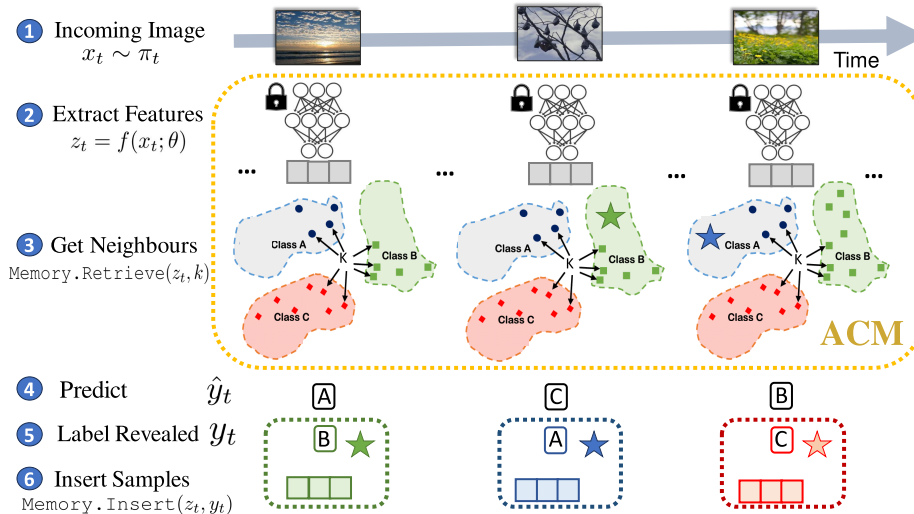 1 Incoming Image
x_t ∼ π_t
Time
2 Extract Features
z_t = f(x_t; θ)
... ... ... ...
3 Get Neighbours
Memory.Retrieve(z_t, k)
Class A
Class B
K
Class C
Class A
Class B
K
Class C
Class A
Class B
K
Class C
ACM
4 Predict ŷ_t
A C B
5 Label Revealed y_t
B A C
6 Insert Samples
Memory.Insert(z_t, y_t)